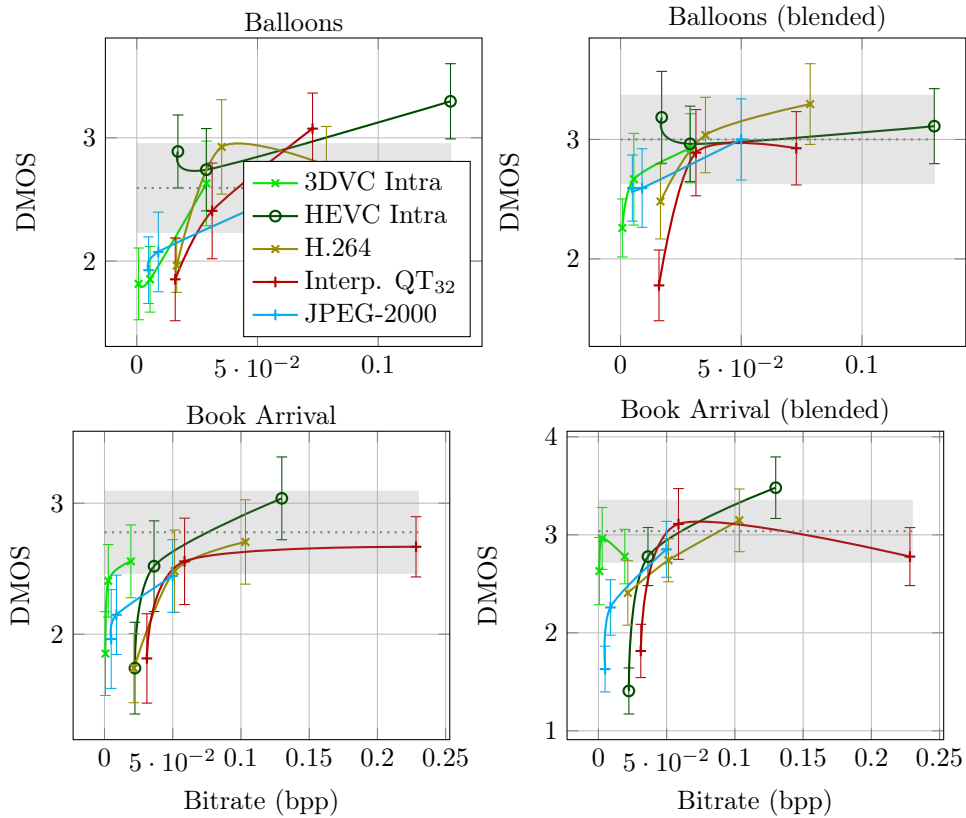 Balloons
Balloons (blended)
DMOS
3
2
0
5 · 10−2
0.1
3DVC Intra
HEVC Intra
H.264
Interp. QT32
JPEG-2000
DMOS
3
2
0
5 · 10−2
0.1
Book Arrival
Book Arrival (blended)
DMOS
3
2
0
5 · 10−2
0.1
0.15
0.2
0.25
Bitrate (bpp)
DMOS
4
3
2
1
0
5 · 10−2
0.1
0.15
0.2
0.25
Bitrate (bpp)